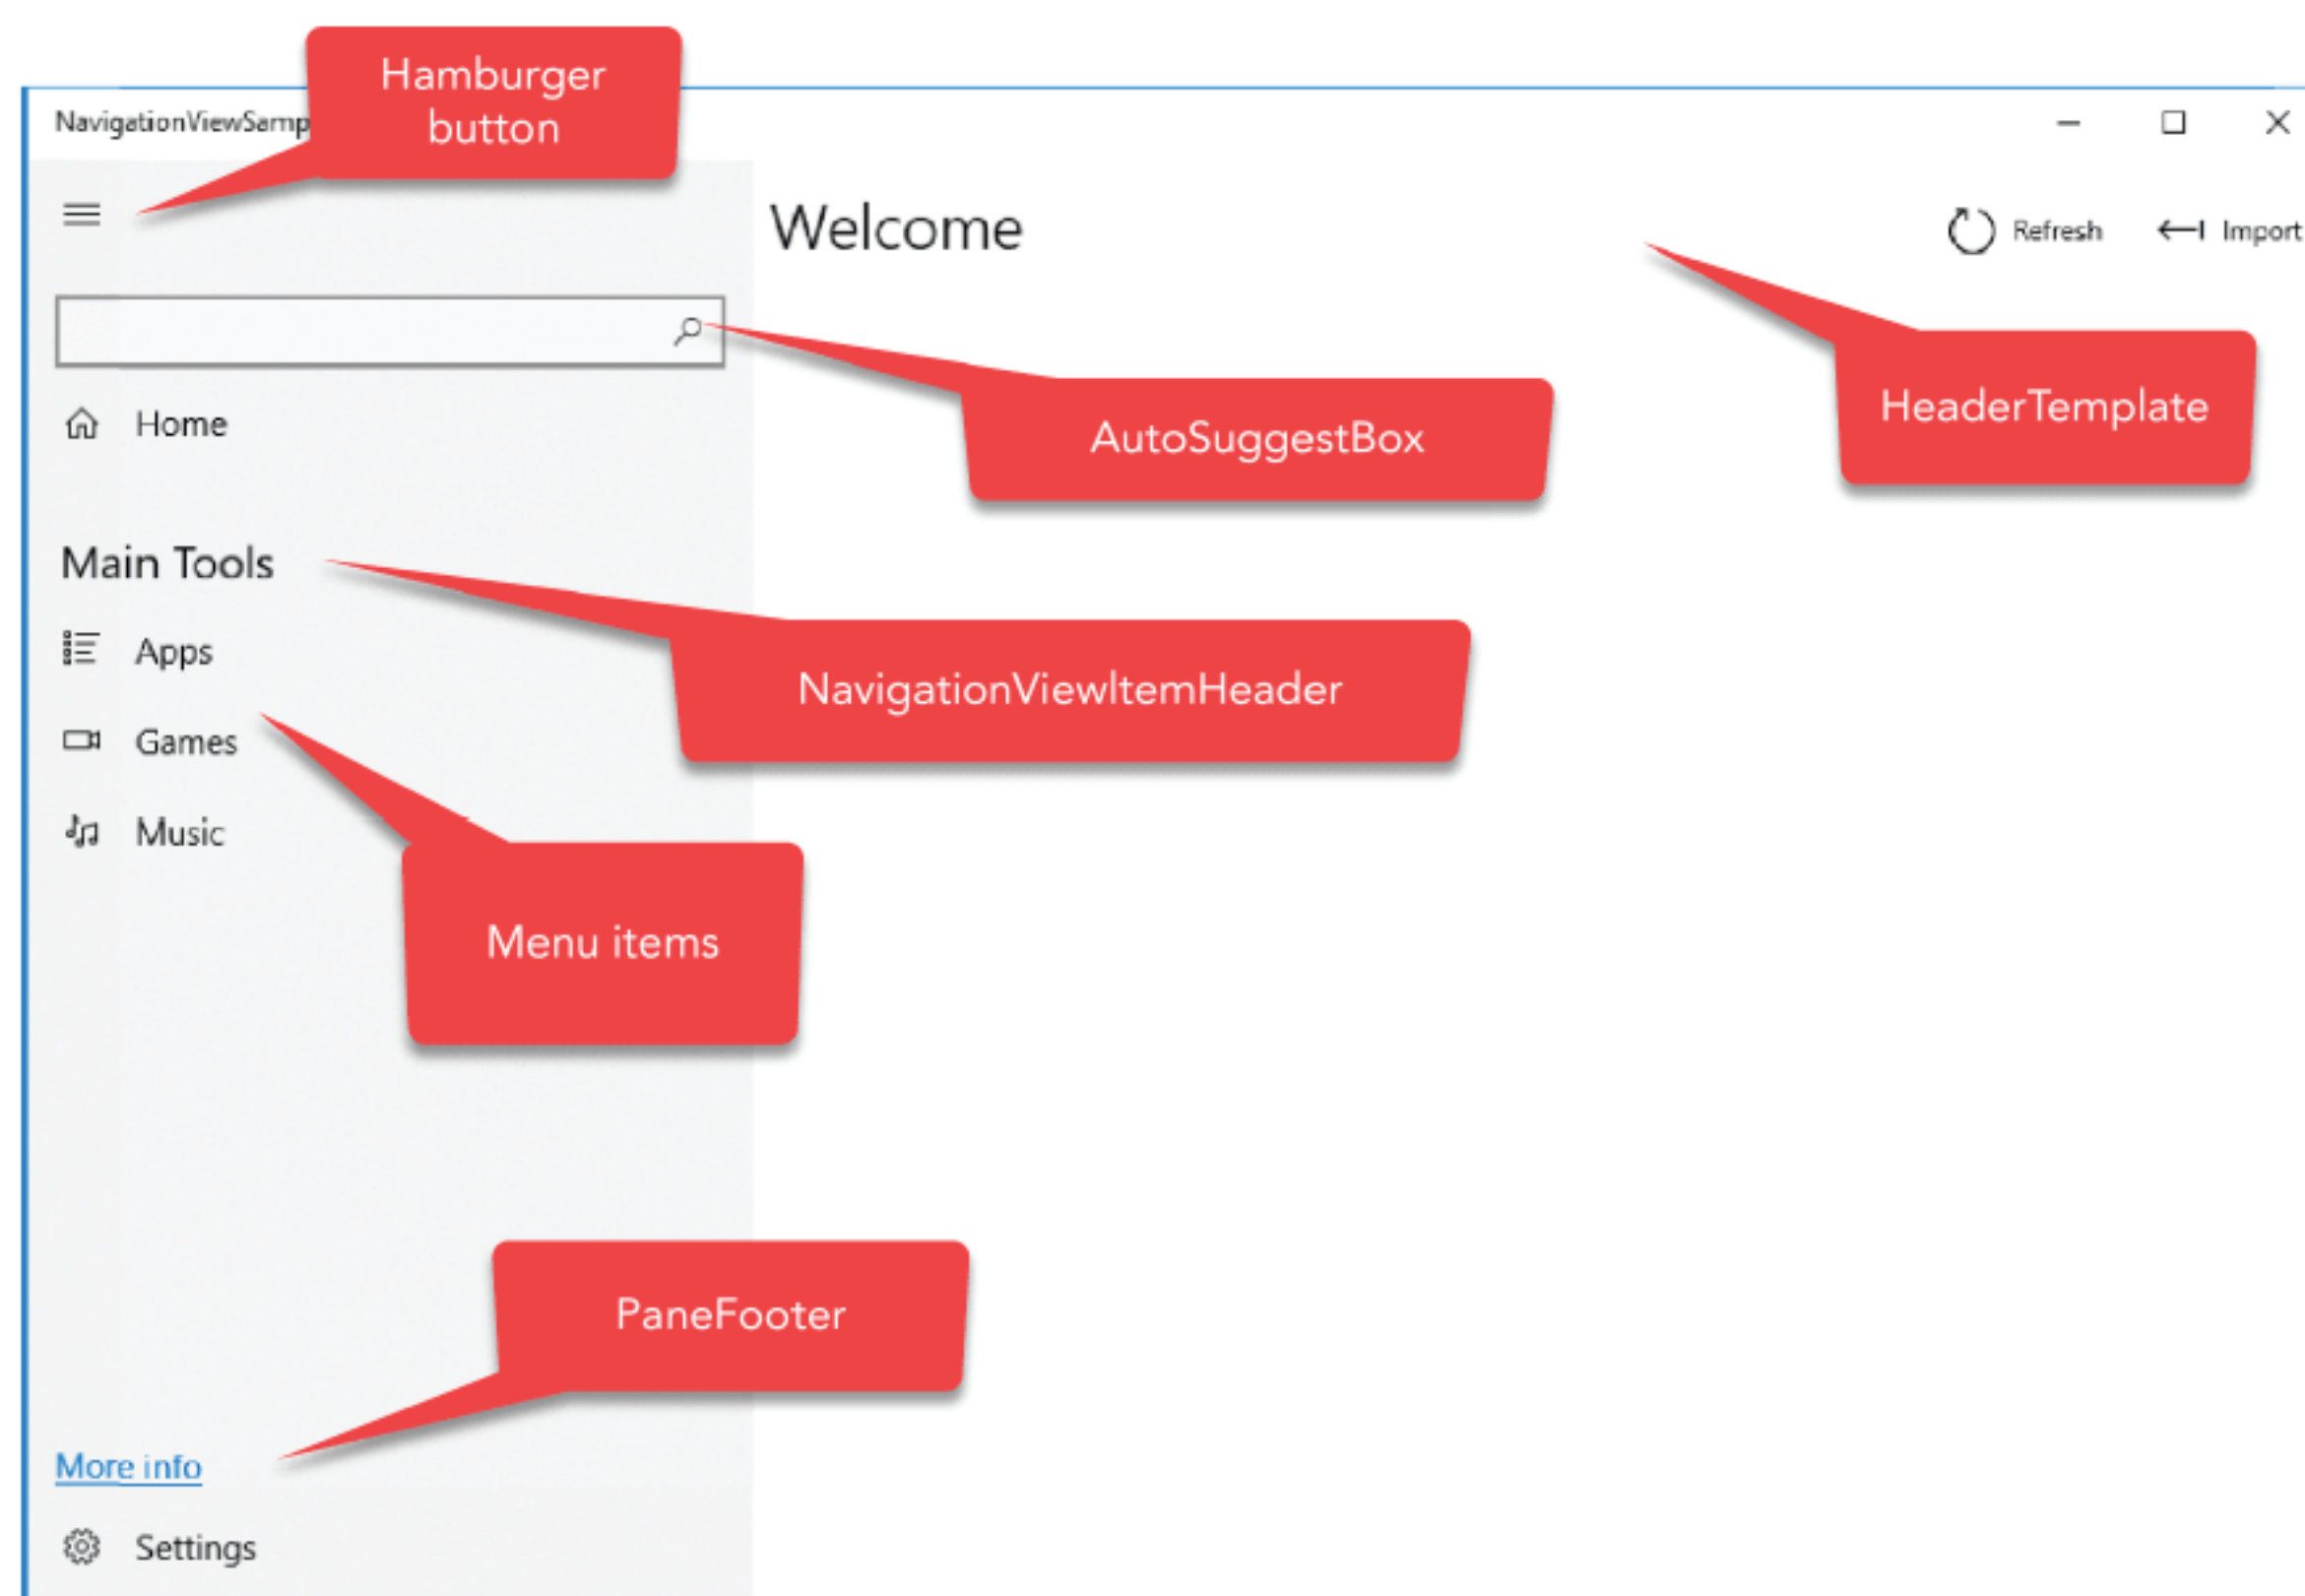 Hamburger
button
NavigationViewSamp
Welcome
Refresh
Import
HeaderTemplate
AutoSuggestBox
Home
Main Tools
NavigationViewItemHeader
Apps
Games
Music
Menu items
PaneFooter
More info
Settings